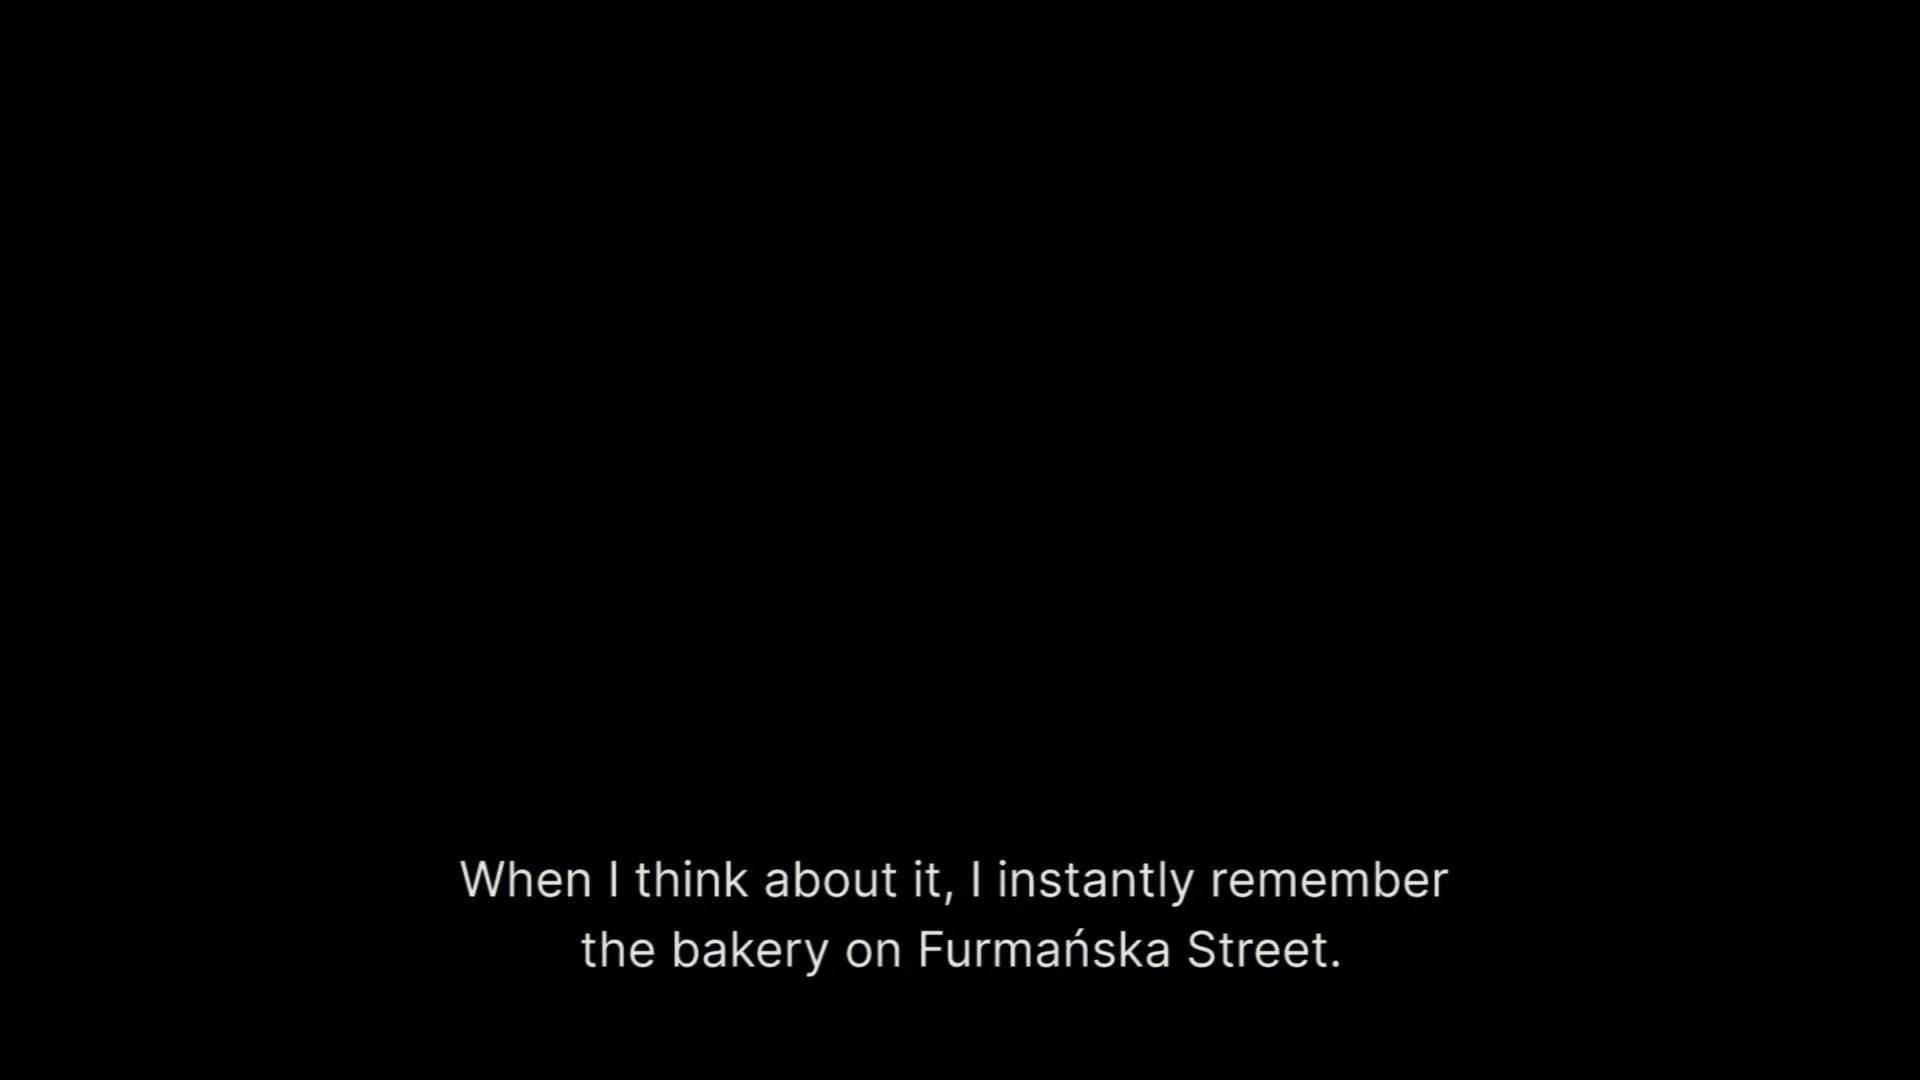 When I think about it, I instantly remember
the bakery on Furmańska Street.